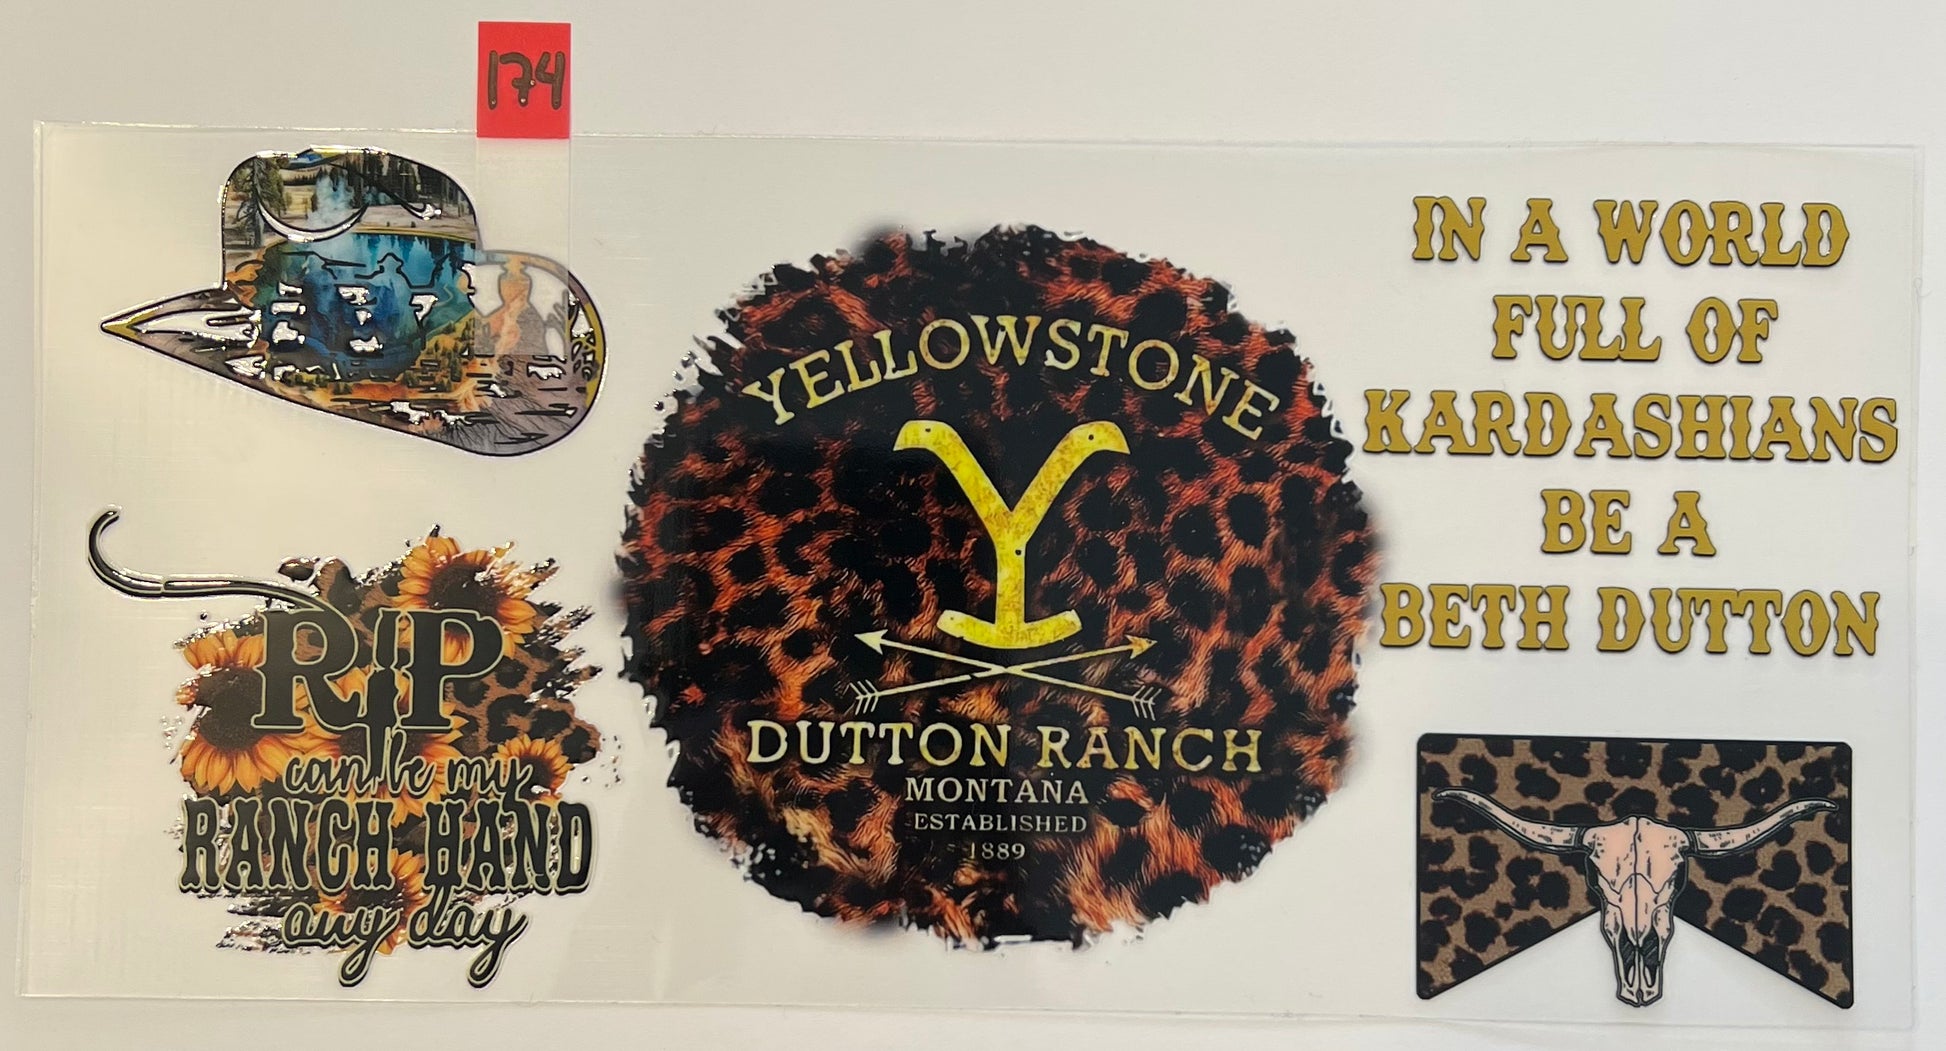 174
YELLOWSTONE
Y
DUTTON RANCH
MONTANA
ESTABLISHED
1889
IN A WORLD
FULL OF
KARDASHIANS
BE A
BETH DUTTON
RIP
can be my
RANCH HAND
any day